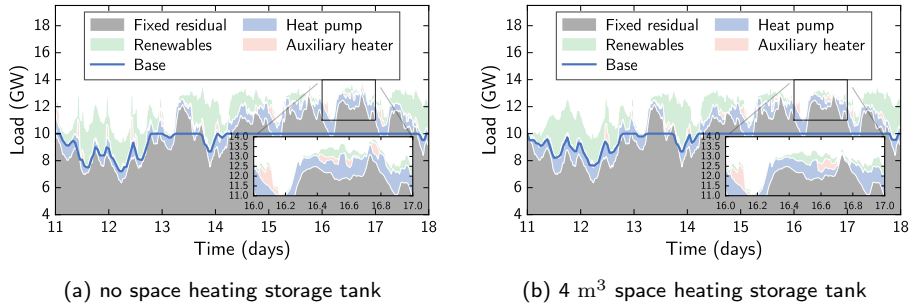 Fixed residual
Renewables
Base
Heat pump
Auxiliary heater
Load (GW)
18
16
14
12
10
8
6
4
14.0
13.5
13.0
12.5
12.0
11.5
11.0
16.0 16.2 16.4 16.6 16.8 17.0
11 12 13 14 15 16 17 18
Time (days)
(a) no space heating storage tank
Fixed residual
Renewables
Base
Heat pump
Auxiliary heater
Load (GW)
18
16
14
12
10
8
6
4
14.0
13.5
13.0
12.5
12.0
11.5
11.0
16.0 16.2 16.4 16.6 16.8 17.0
11 12 13 14 15 16 17 18
Time (days)
(b) 4 m³ space heating storage tank